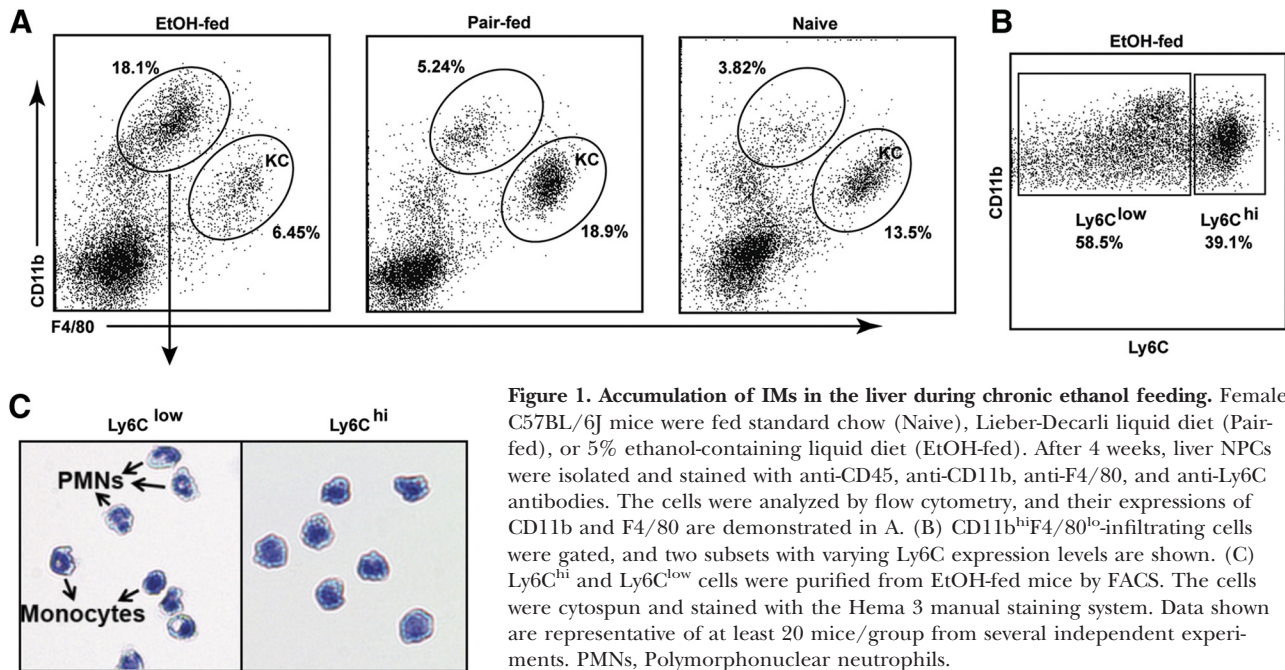 A
EtOH-fed
Pair-fed
Naive
18.1%
KC
6.45%
5.24%
KC
18.9%
3.82%
KC
13.5%
CD11b
F4/80
B
EtOH-fed
CD11b
Ly6C low
58.5%
Ly6C hi
39.1%
Ly6C
C
Ly6C low
Ly6C hi
PMNs
Monocytes
Figure 1. Accumulation of IMs in the liver during chronic ethanol feeding. Female
C57BL/6J mice were fed standard chow (Naive), Lieber-Decarli liquid diet (Pair-
fed), or 5% ethanol-containing liquid diet (EtOH-fed). After 4 weeks, liver NPCs
were isolated and stained with anti-CD45, anti-CD11b, anti-F4/80, and anti-Ly6C
antibodies. The cells were analyzed by flow cytometry, and their expressions of
CD11b and F4/80 are demonstrated in A. (B) CD11bhiF4/80lo-infiltrating cells
were gated, and two subsets with varying Ly6C expression levels are shown. (C)
Ly6Chi and Ly6Clow cells were purified from EtOH-fed mice by FACS. The cells
were cytospun and stained with the Hema 3 manual staining system. Data shown
are representative of at least 20 mice/group from several independent experi-
ments. PMNs, Polymorphonuclear neutrophils.